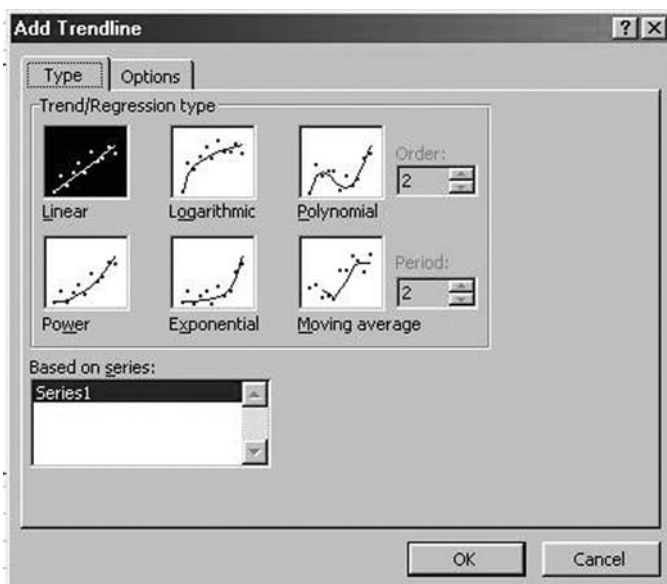 Add Trendline
Type Options
Trend/Regression type
Linear Logarithmic Polynomial
Order:
2
Power Exponential Moving average
Period:
2
Based on series:
Series1
OK Cancel